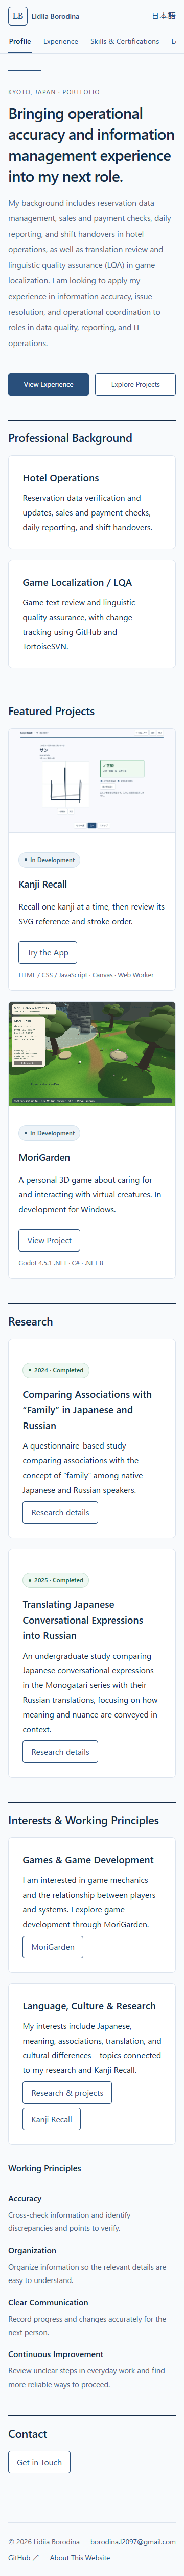 LB Lidiia Borodina 日本語
Profile Experience Skills & Certifications
KYOTO, JAPAN · PORTFOLIO
Bringing operational
accuracy and information
management experience
into my next role.
My background includes reservation data
management, sales and payment checks, daily
reporting, and shift handovers in hotel
operations, as well as translation review and
linguistic quality assurance (LQA) in game
localization. I am looking to apply my
experience in information accuracy, issue
resolution, and operational coordination to
roles in data quality, reporting, and IT
operations.
View Experience Explore Projects
Professional Background
Hotel Operations
Reservation data verification and
updates, sales and payment checks,
daily reporting, and shift handovers.
Game Localization / LQA
Game text review and linguistic
quality assurance, with change
tracking using GitHub and
TortoiseSVN.
Featured Projects
In Development
Kanji Recall
Recall one kanji at a time, then review its
SVG reference and stroke order.
Try the App
HTML / CSS / JavaScript · Canvas · Web Worker
In Development
MoriGarden
A personal 3D game about caring for
and interacting with virtual creatures. In
development for Windows.
View Project
Godot 4.5.1 .NET · C# · .NET 8
Research
2024 · Completed
Comparing Associations with
“Family” in Japanese and
Russian
A questionnaire-based study
comparing associations with the
concept of “family” among native
Japanese and Russian speakers.
Research details
2025 · Completed
Translating Japanese
Conversational Expressions
into Russian
An undergraduate study comparing
Japanese conversational expressions
in the Monogatari series with their
Russian translations, focusing on how
meaning and nuance are conveyed in
context.
Research details
Interests & Working Principles
Games & Game Development
I am interested in game mechanics
and the relationship between players
and systems. I explore game
development through MoriGarden.
MoriGarden
Language, Culture & Research
My interests include Japanese,
meaning, associations, translation, and
cultural differences—topics connected
to my research and Kanji Recall.
Research & projects
Kanji Recall
Working Principles
Accuracy
Cross-check information and identify
discrepancies and points to verify.
Organization
Organize information so the relevant details are
easy to understand.
Clear Communication
Record progress and changes accurately for the
next person.
Continuous Improvement
Review unclear steps in everyday work and find
more reliable ways to proceed.
Contact
Get in Touch
© 2026 Lidiia Borodina borodina.l2097@gmail.com
GitHub ↗ About This Website